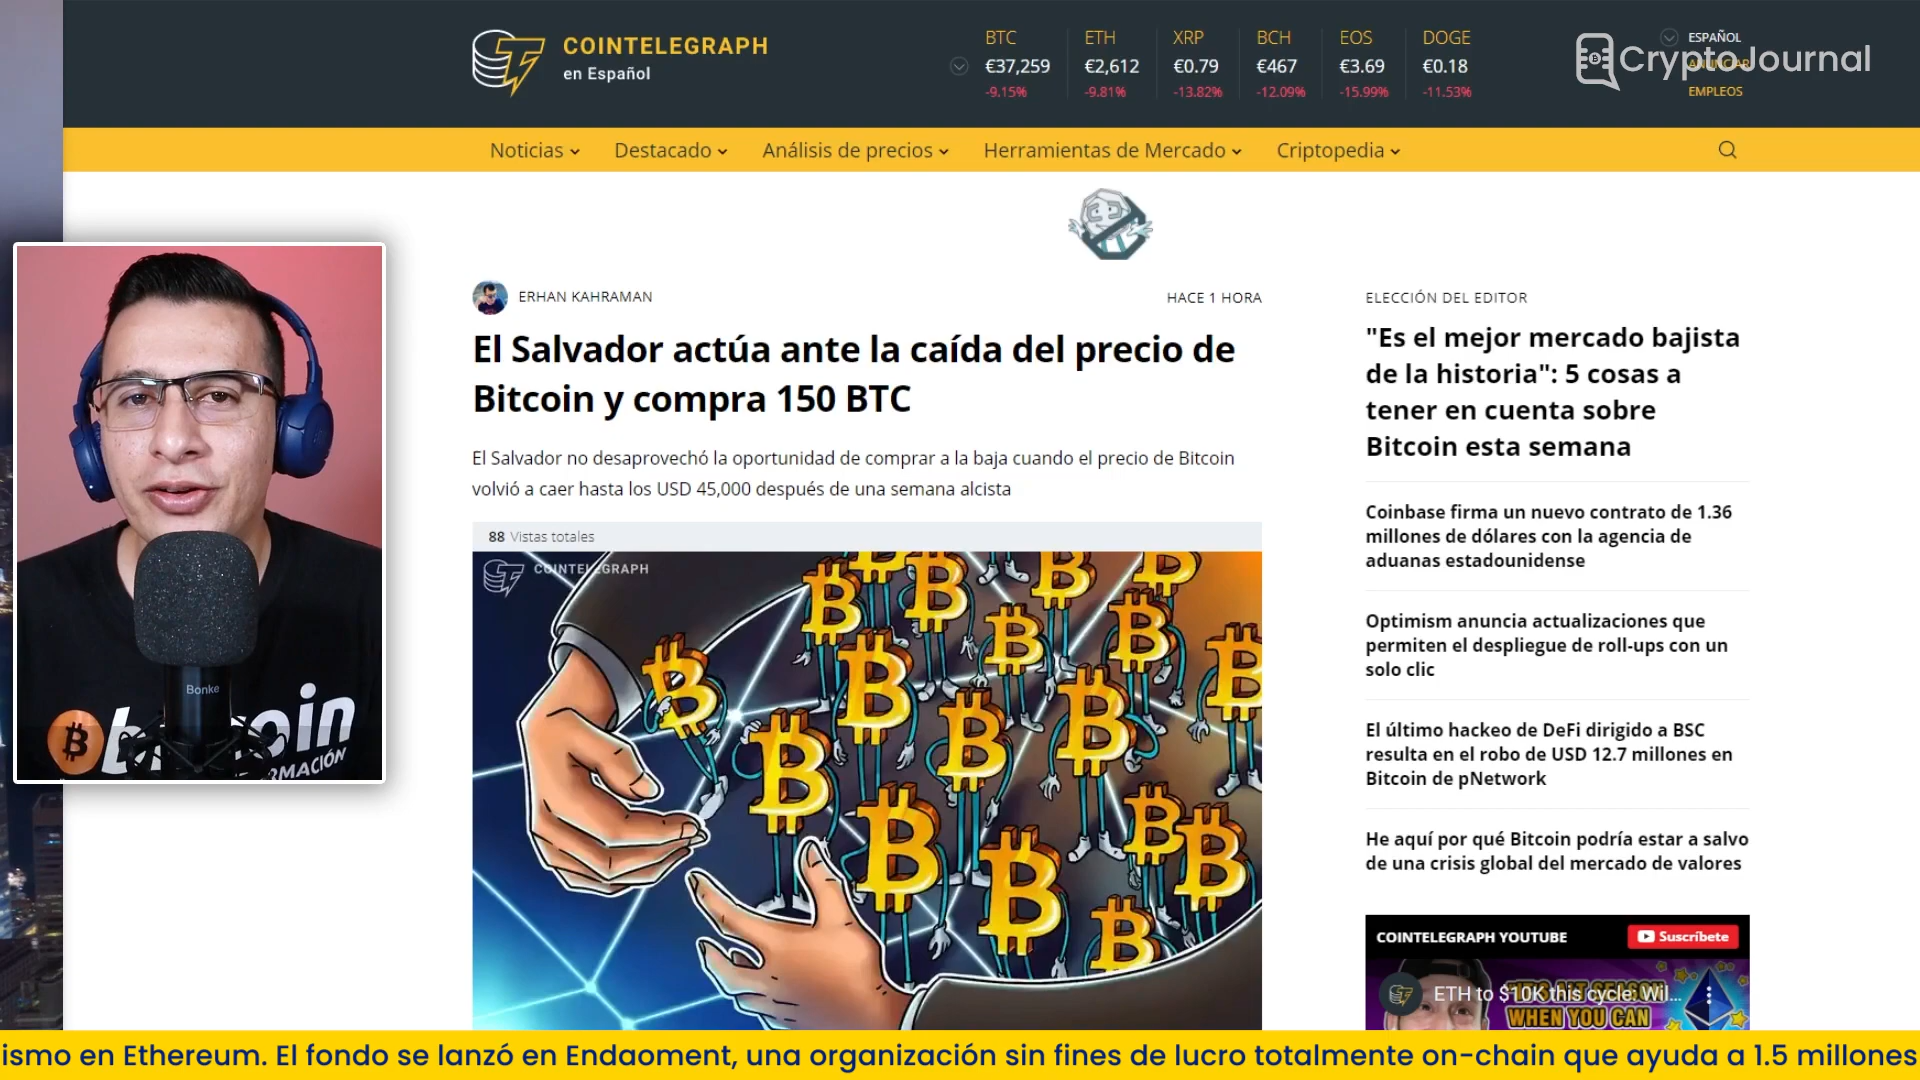 COINTELEGRAPH
en Español
BTC
€37,259
-9.15%
ETH
€2,612
-9.81%
XRP
€0.79
-13.82%
BCH
€467
-12.09%
EOS
€3.69
-15.99%
DOGE
€0.18
-11.53%
ESPAÑOL
ANUNCIAR
EMPLEOS
CryptoJournal
Noticias
Destacado
Análisis de precios
Herramientas de Mercado
Criptopedia
ERHAN KAHRAMAN
HACE 1 HORA
El Salvador actúa ante la caída del precio de
Bitcoin y compra 150 BTC
El Salvador no desaprovechó la oportunidad de comprar a la baja cuando el precio de Bitcoin
volvió a caer hasta los USD 45,000 después de una semana alcista
88 Vistas totales
COINTELEGRAPH
ELECCIÓN DEL EDITOR
"Es el mejor mercado bajista
de la historia": 5 cosas a
tener en cuenta sobre
Bitcoin esta semana
Coinbase firma un nuevo contrato de 1.36
millones de dólares con la agencia de
aduanas estadounidense
Optimism anuncia actualizaciones que
permiten el despliegue de roll-ups con un
solo clic
El último hackeo de DeFi dirigido a BSC
resulta en el robo de USD 12.7 millones en
Bitcoin de pNetwork
He aquí por qué Bitcoin podría estar a salvo
de una crisis global del mercado de valores
COINTELEGRAPH YOUTUBE
Suscríbete
ETH to $10K this cycle: Wil...
WHEN YOU CAN
Bonke
ismo en Ethereum. El fondo se lanzó en Endaoment, una organización sin fines de lucro totalmente on-chain que ayuda a 1.5 millones